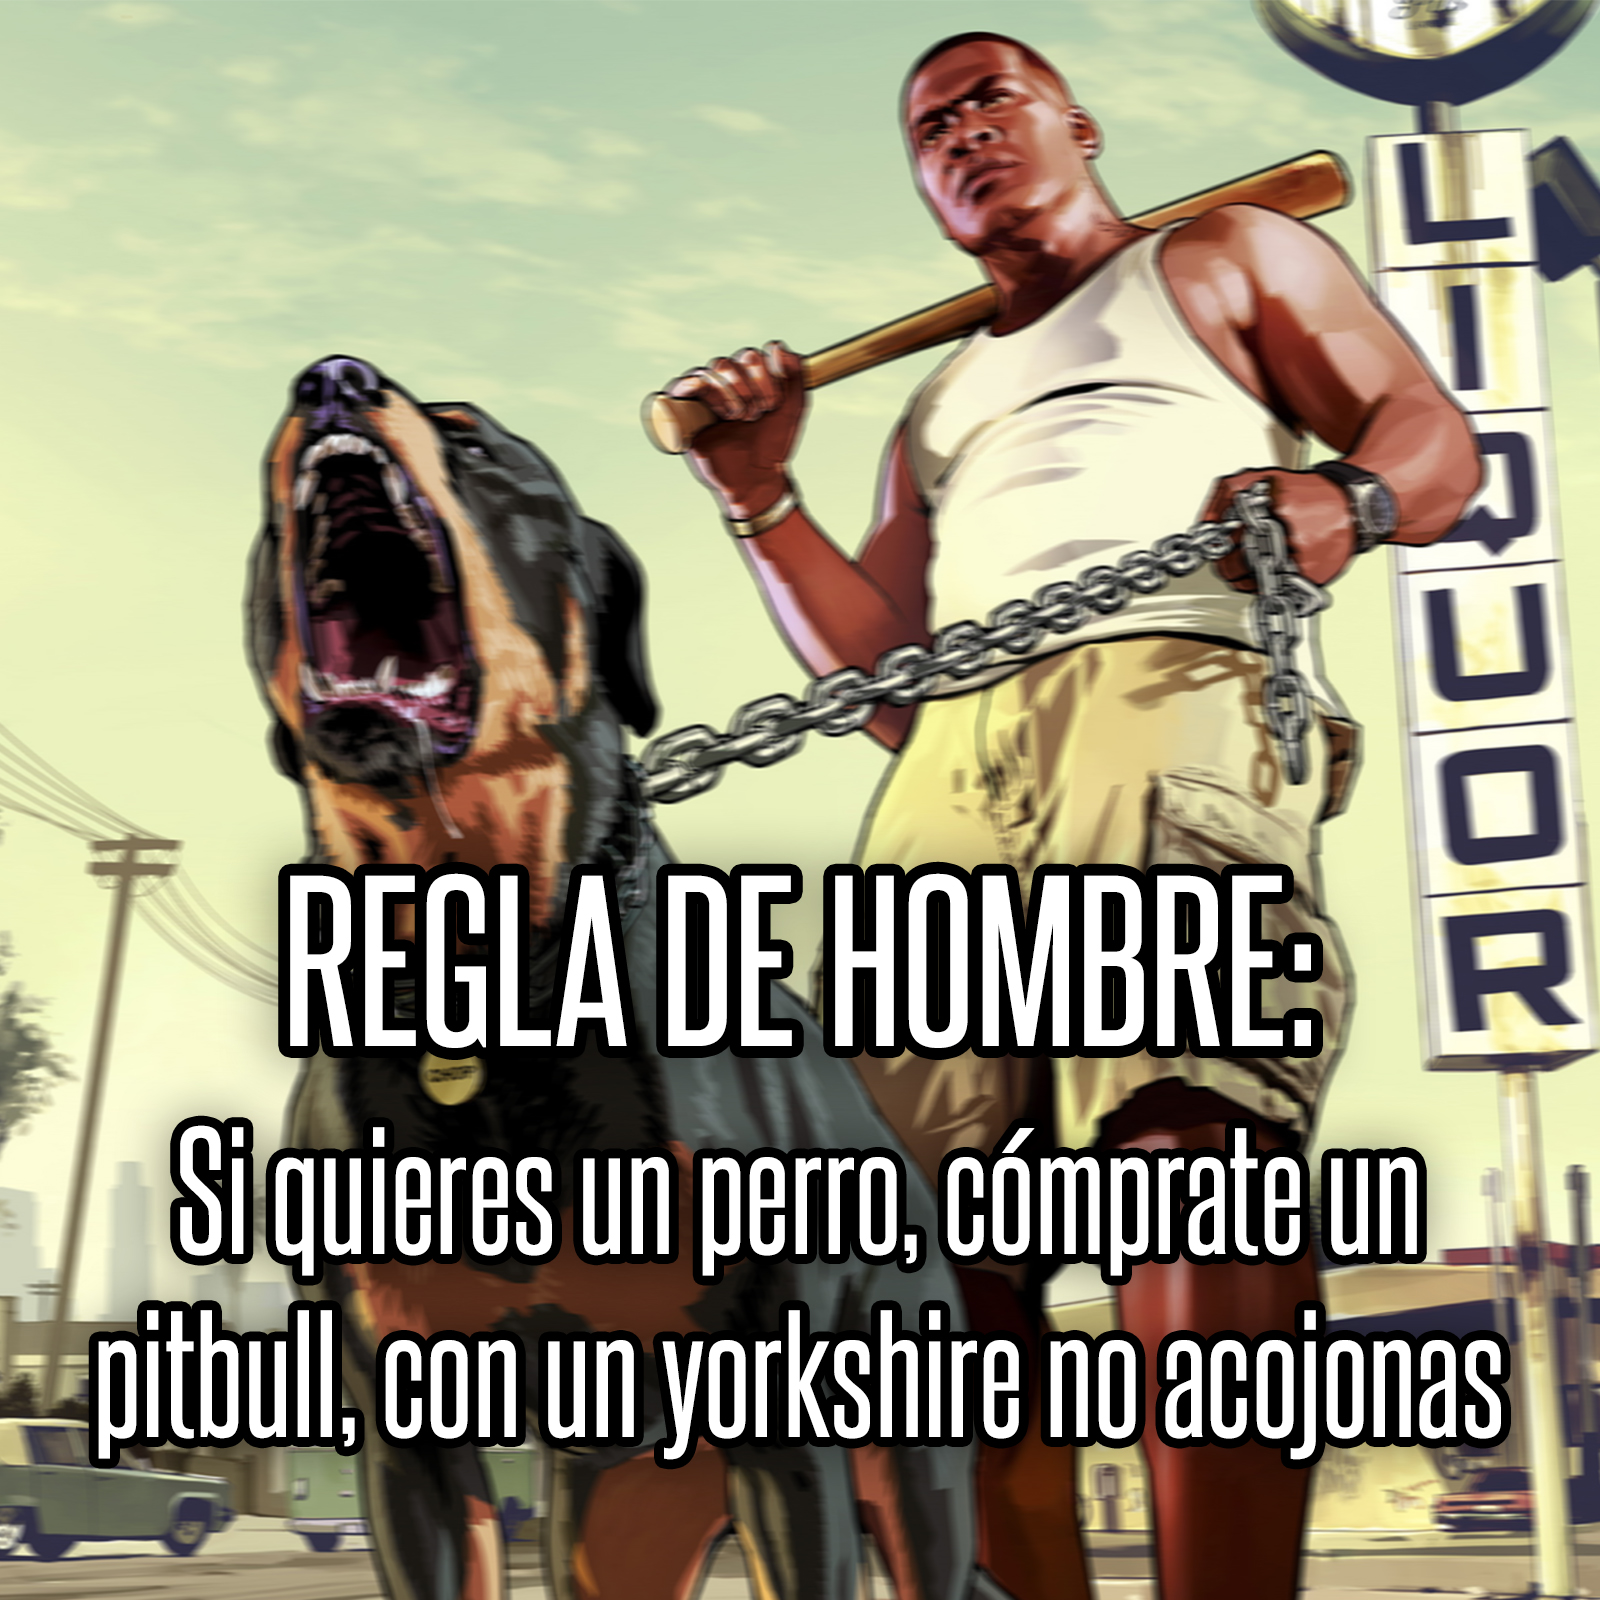 LIQUOR
REGLA DE HOMBRE:
Si quieres un perro, cómprate un
pitbull, con un yorkshire no acojonas